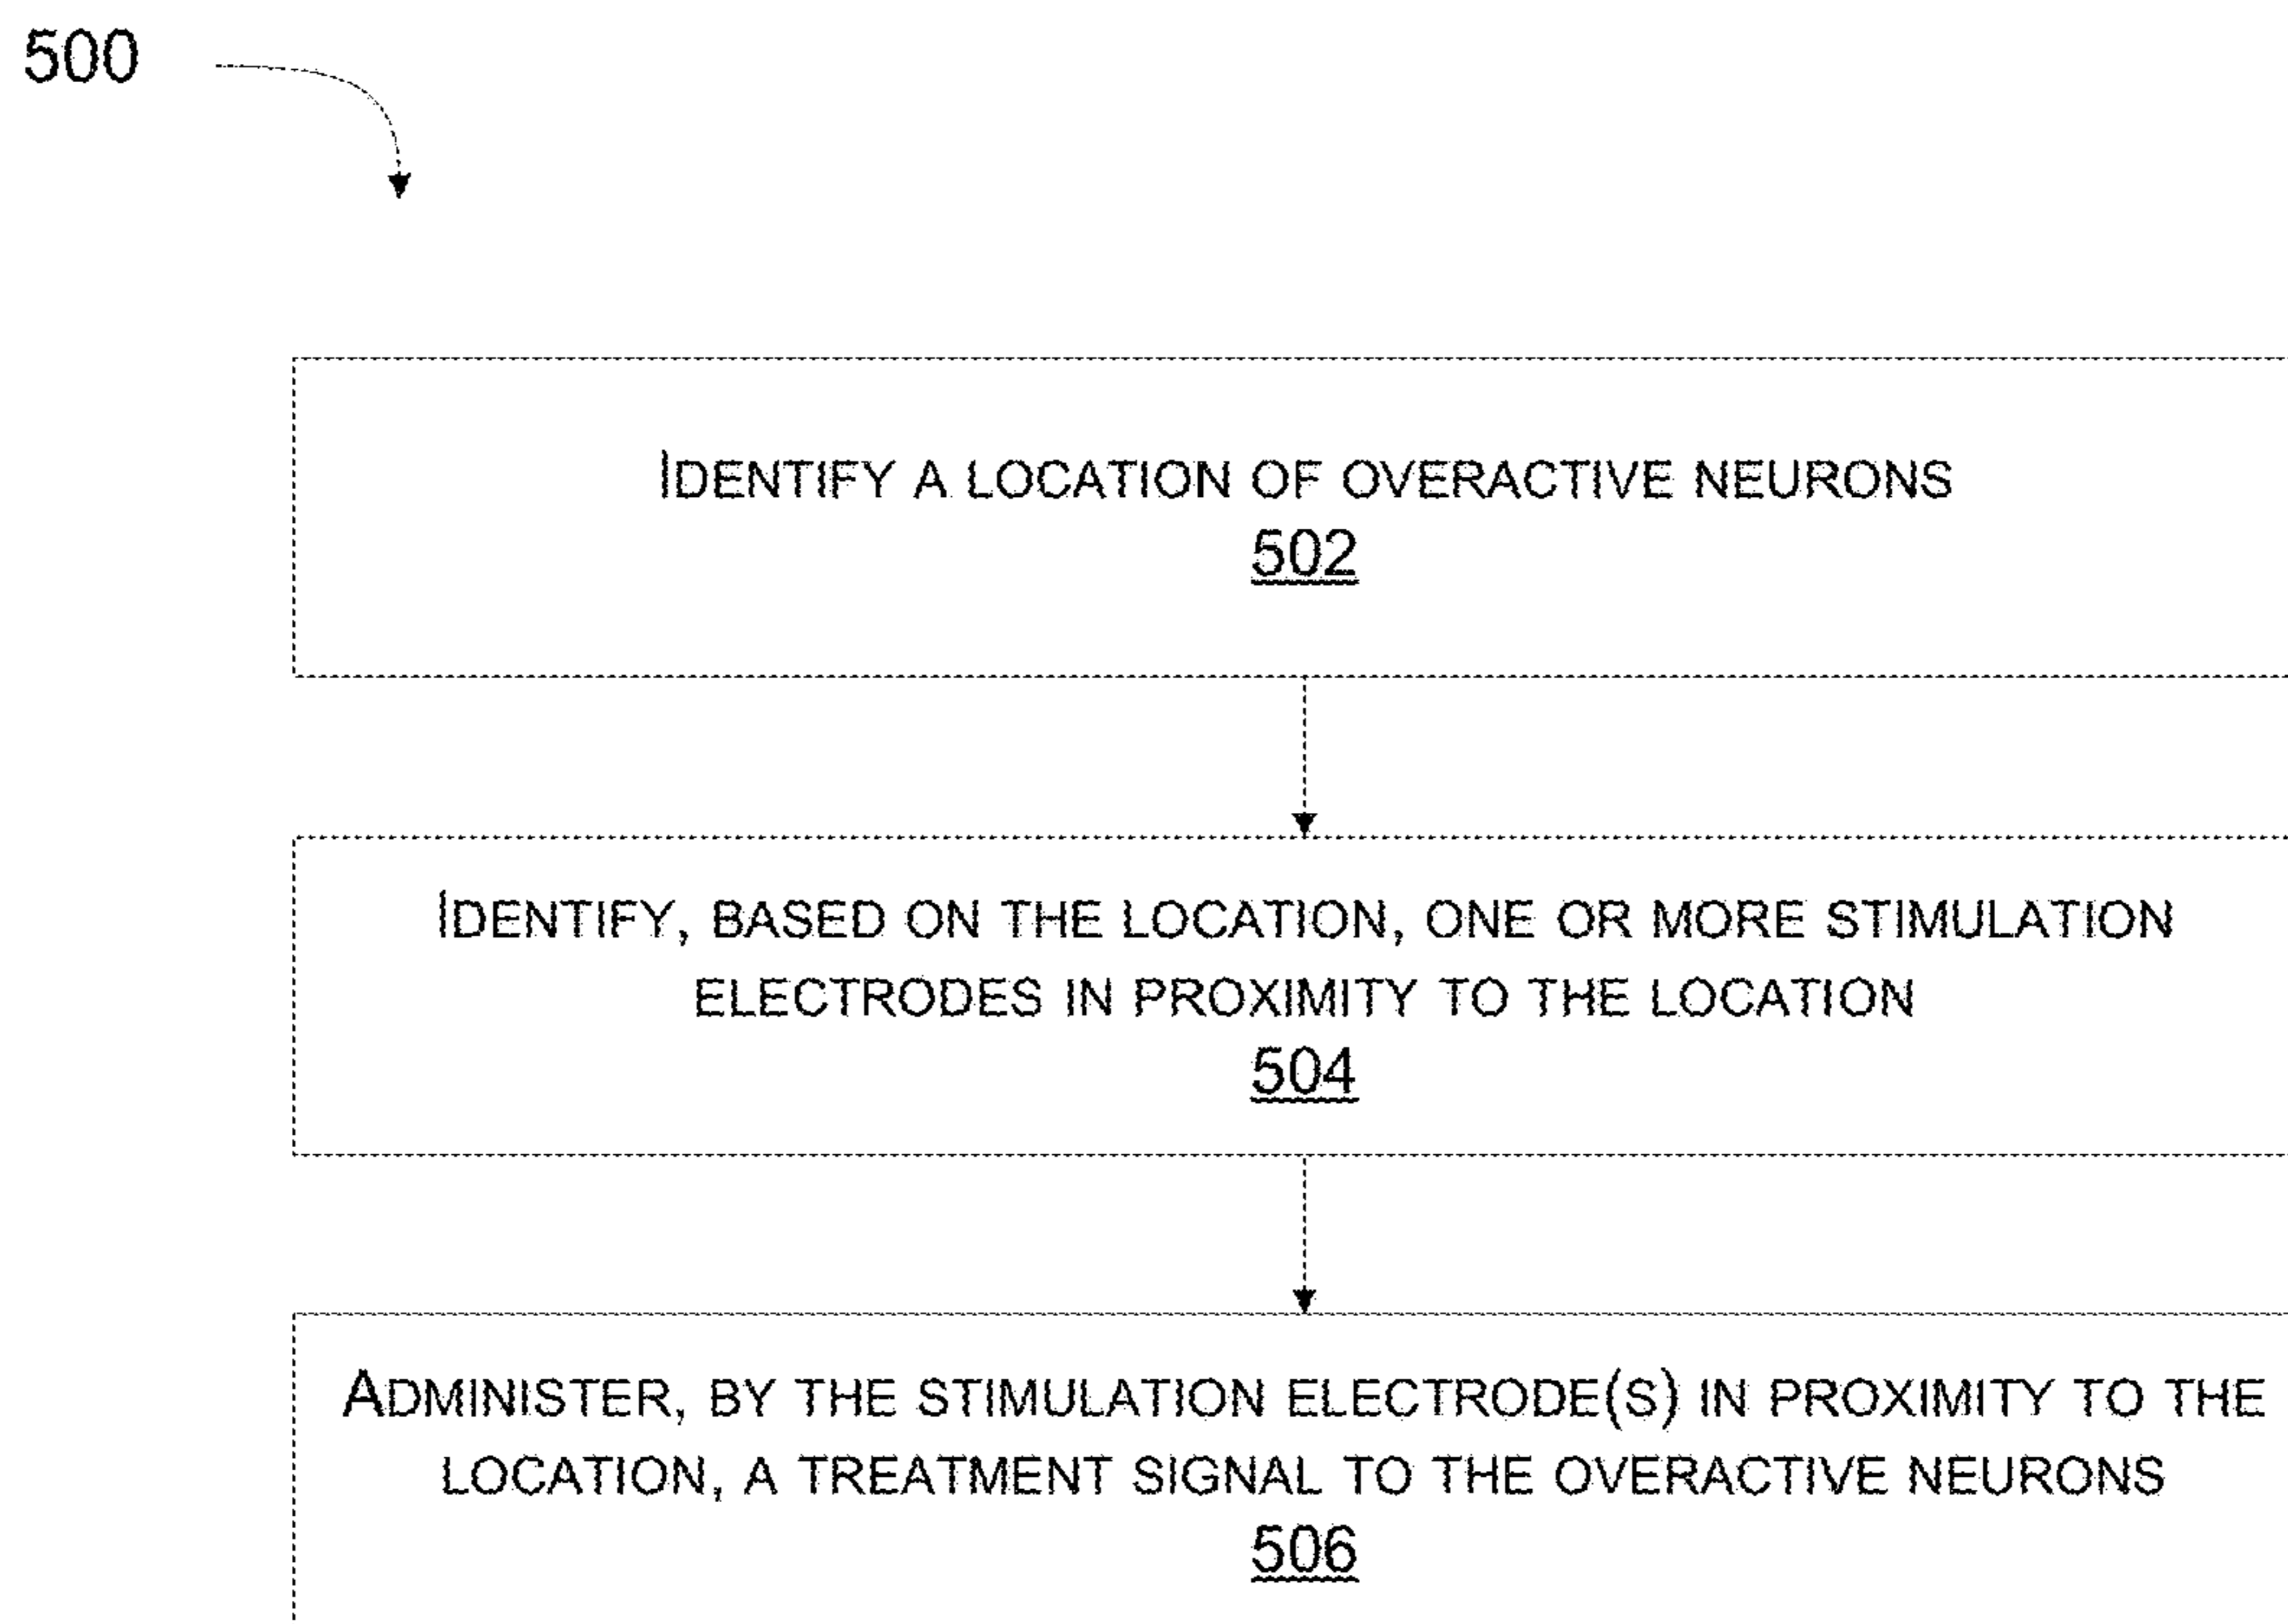 500
IDENTIFY A LOCATION OF OVERACTIVE NEURONS
502
IDENTIFY, BASED ON THE LOCATION, ONE OR MORE STIMULATION
ELECTRODES IN PROXIMITY TO THE LOCATION
504
ADMINISTER, BY THE STIMULATION ELECTRODE(S) IN PROXIMITY TO THE
LOCATION, A TREATMENT SIGNAL TO THE OVERACTIVE NEURONS
506